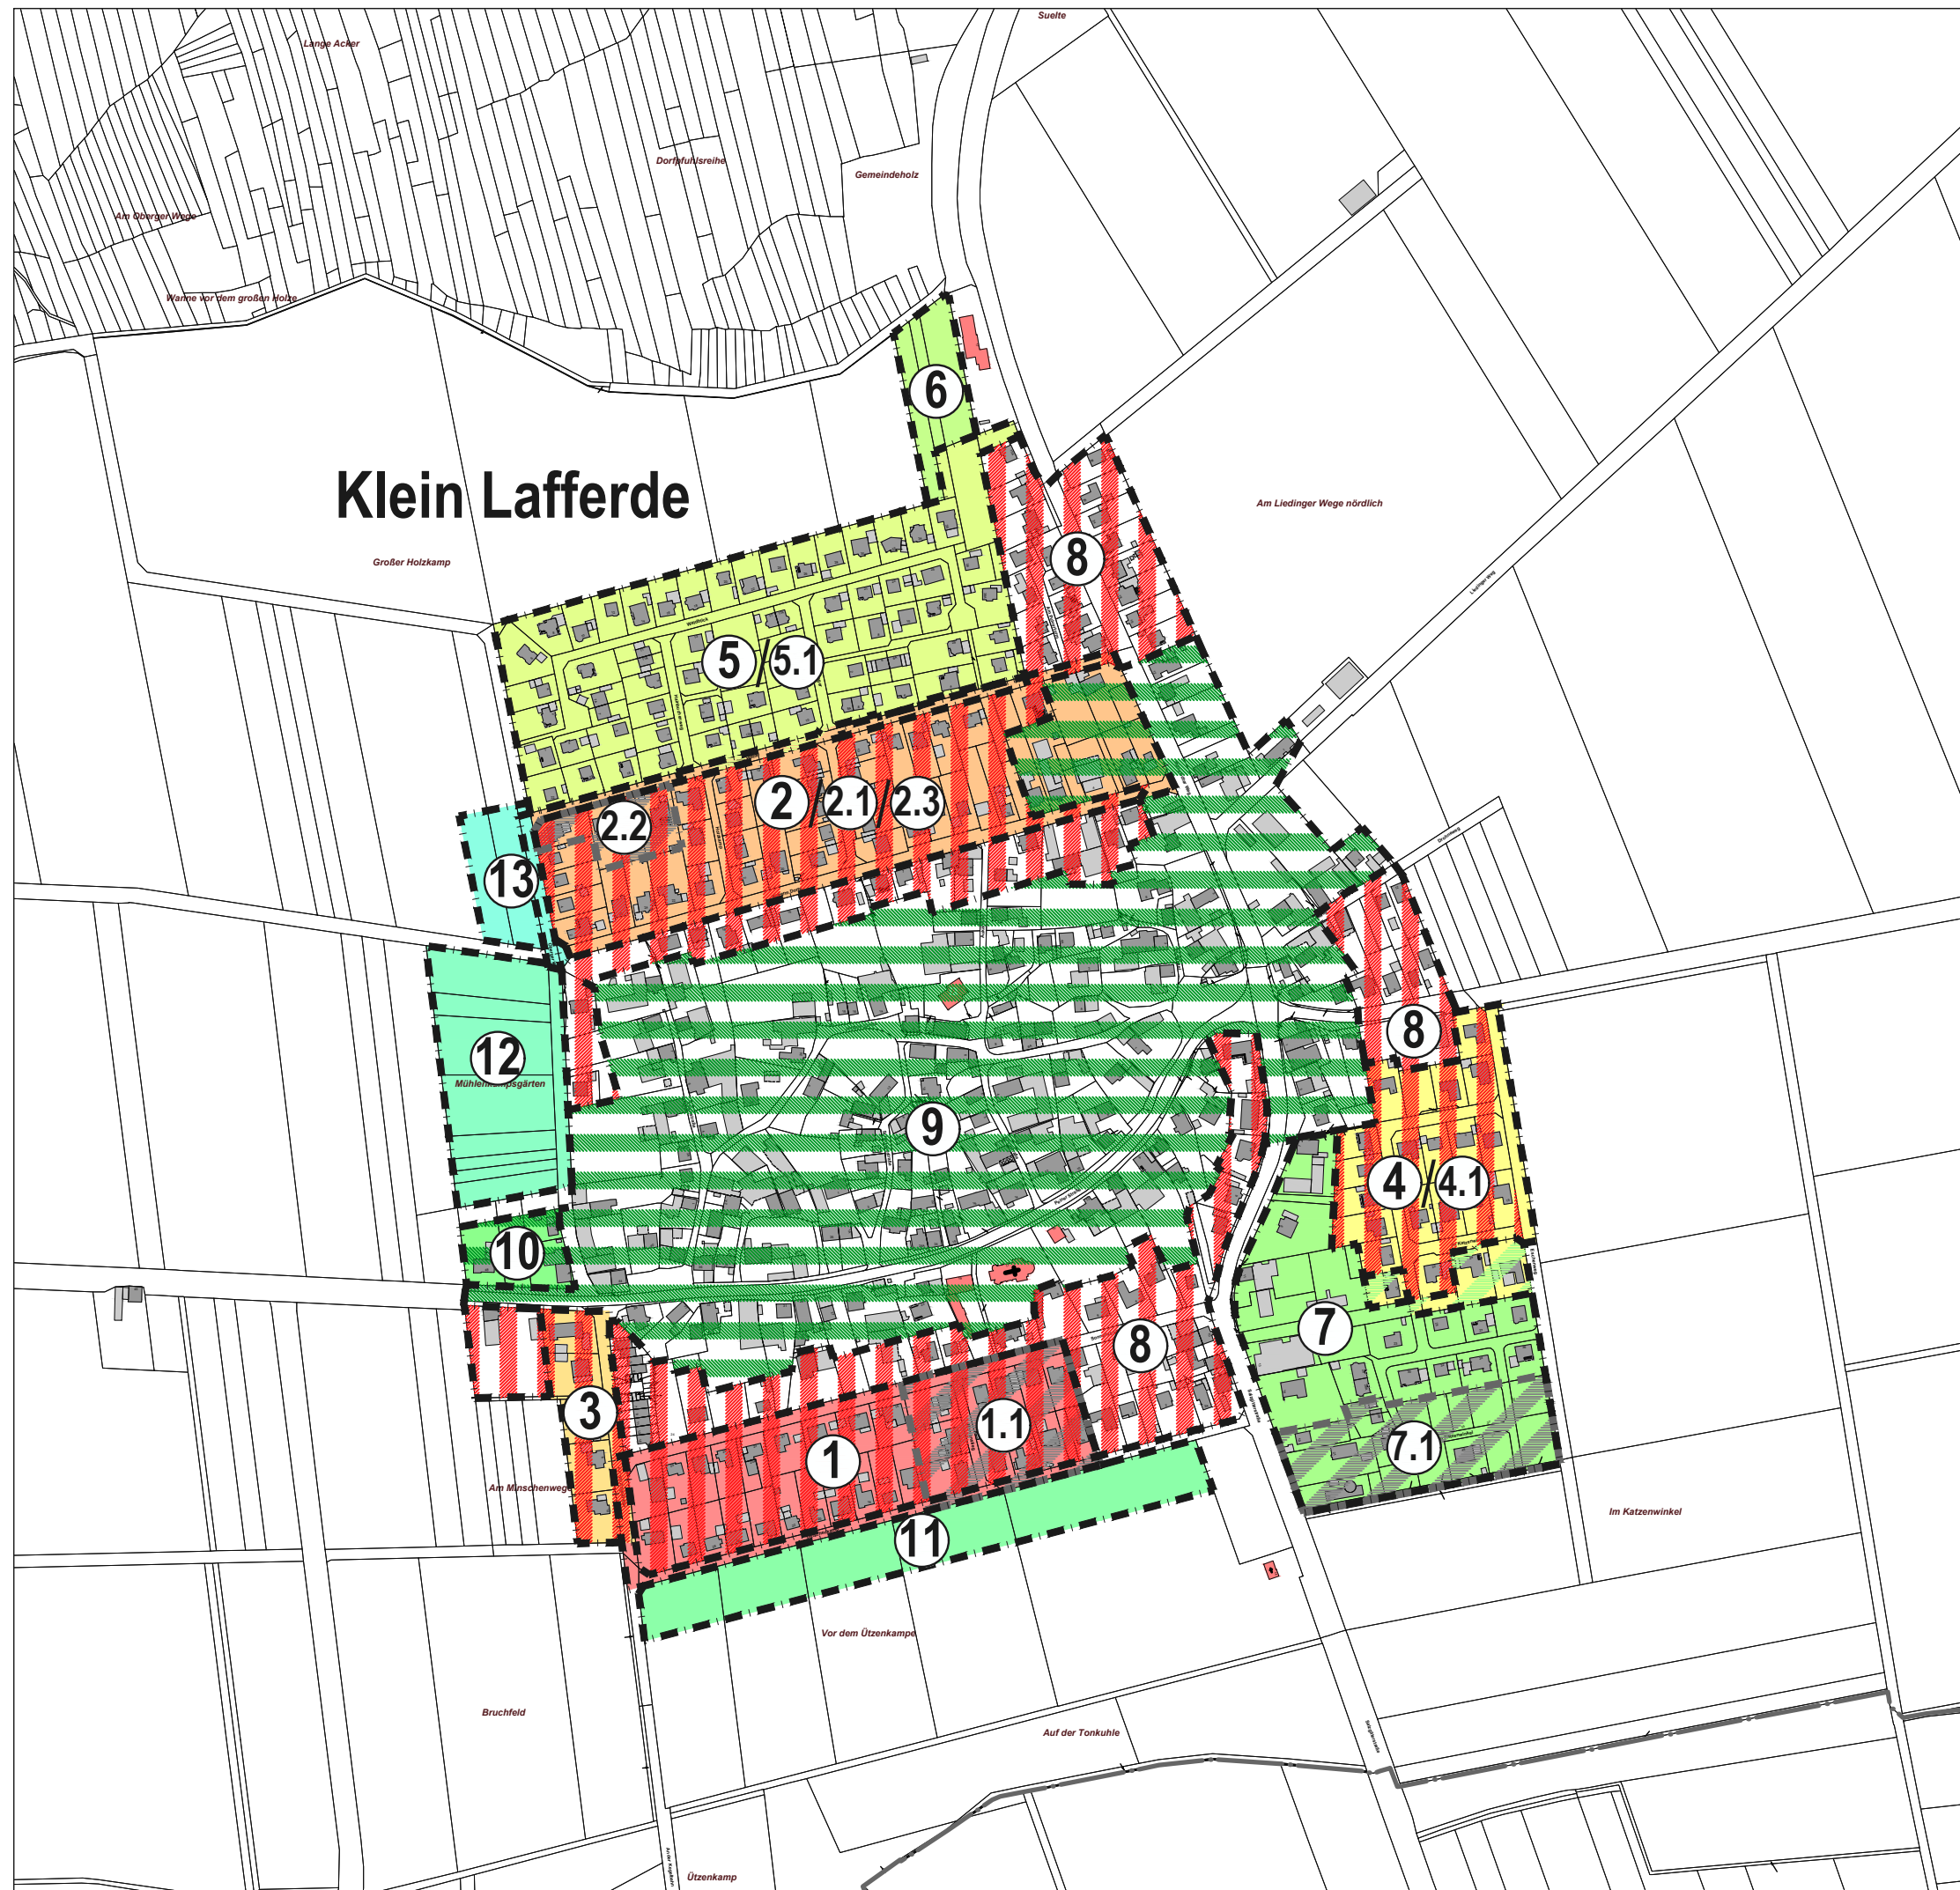 Suelte
Lange Acker
Dorfpfuhlsreihe
Gemeindeholz
Am Oberger Wege
Wanne vor dem großen Holze
6
Klein Lafferde
Am Liedinger Wege nördlich
Großer Holzkamp
8
Liedinger Weg
5/5.1
2/2.1/2.3
2.2
13
8
12
Mühlenkampsgärten
9
4/4.1
10
7
8
3
1.1
1
7.1
Am Minschenwege
11
Im Katzenwinkel
Vor dem Ützenkampe
Bruchfeld
Auf der Tonkuhle
Ützenkamp